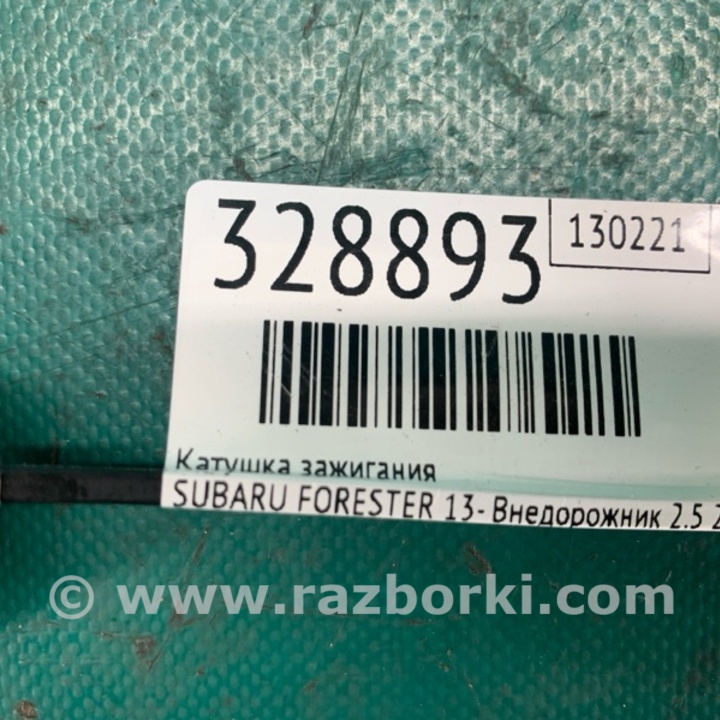 328893
130221
Катушка зажигания
SUBARU FORESTER 13- Внедорожник 2.5
© www.razborki.com